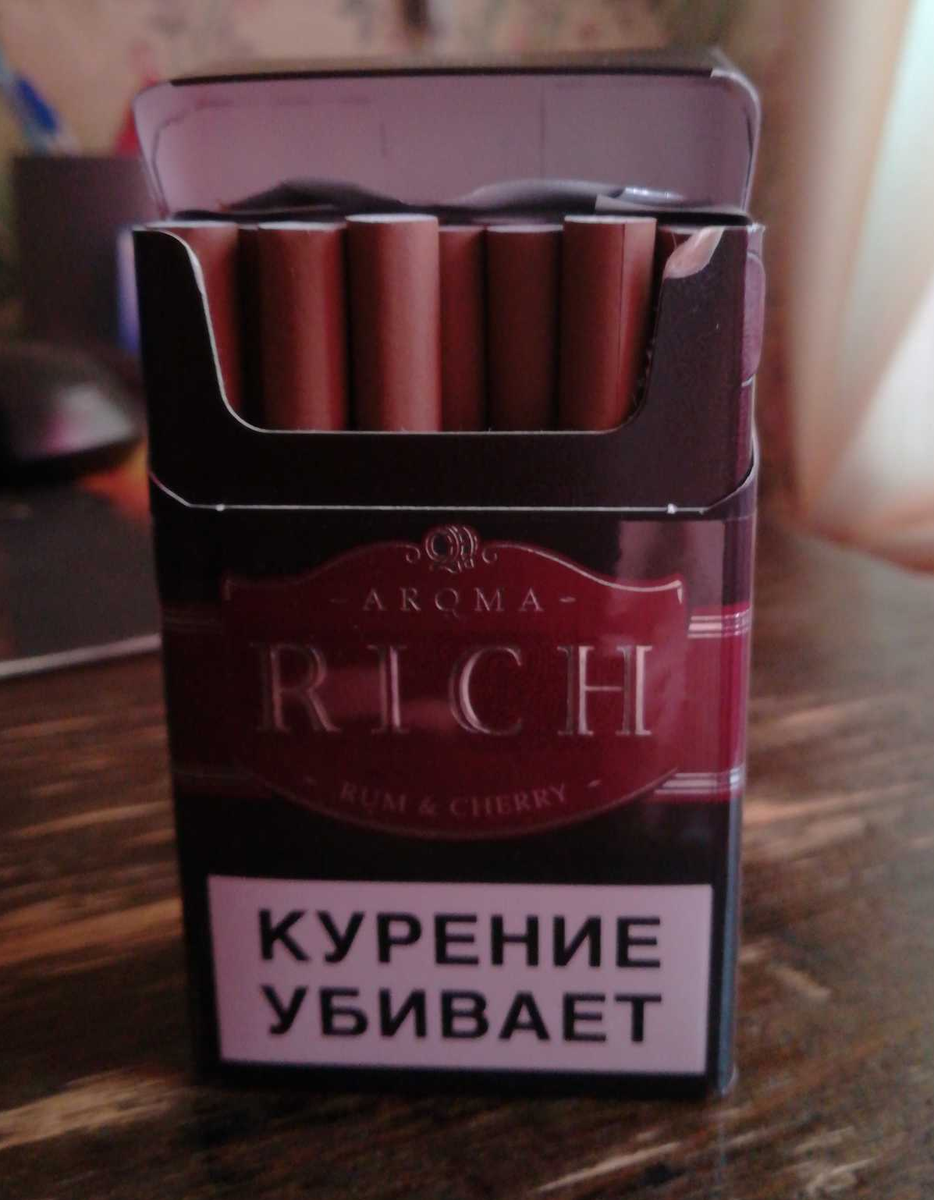 - AROMA -
RICH
- RUM & CHERRY -
КУРЕНИЕ
УБИВАЕТ